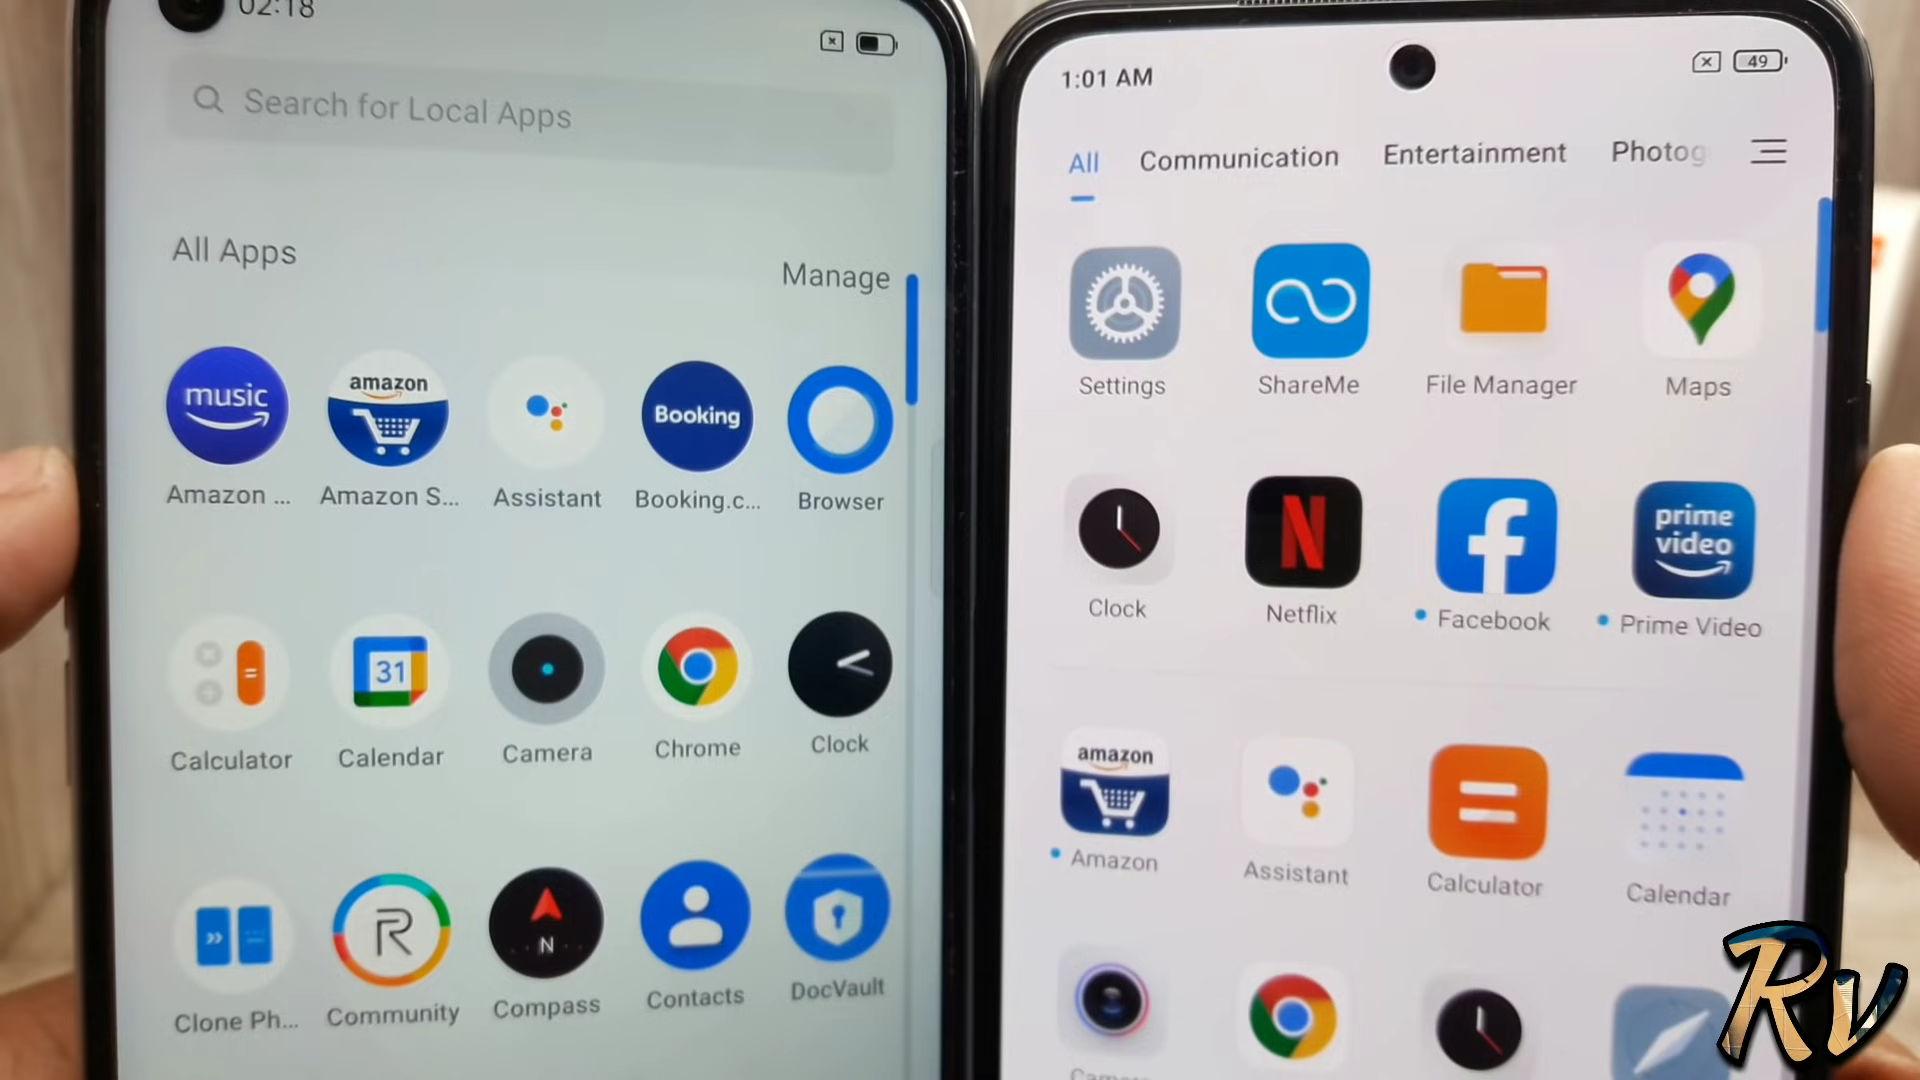 02:18
Search for Local Apps
All Apps
Manage
music
amazon
Booking
Amazon ...
Amazon S...
Assistant
Booking.c...
Browser
31
Calculator
Calendar
Camera
Chrome
Clock
R
N
Clone Ph...
Community
Compass
Contacts
DocVault
1:01 AM
49
All
Communication
Entertainment
Photog
Settings
ShareMe
File Manager
Maps
N
f
prime
video
Clock
Netflix
Facebook
Prime Video
amazon
Amazon
Assistant
Calculator
Calendar
Rv